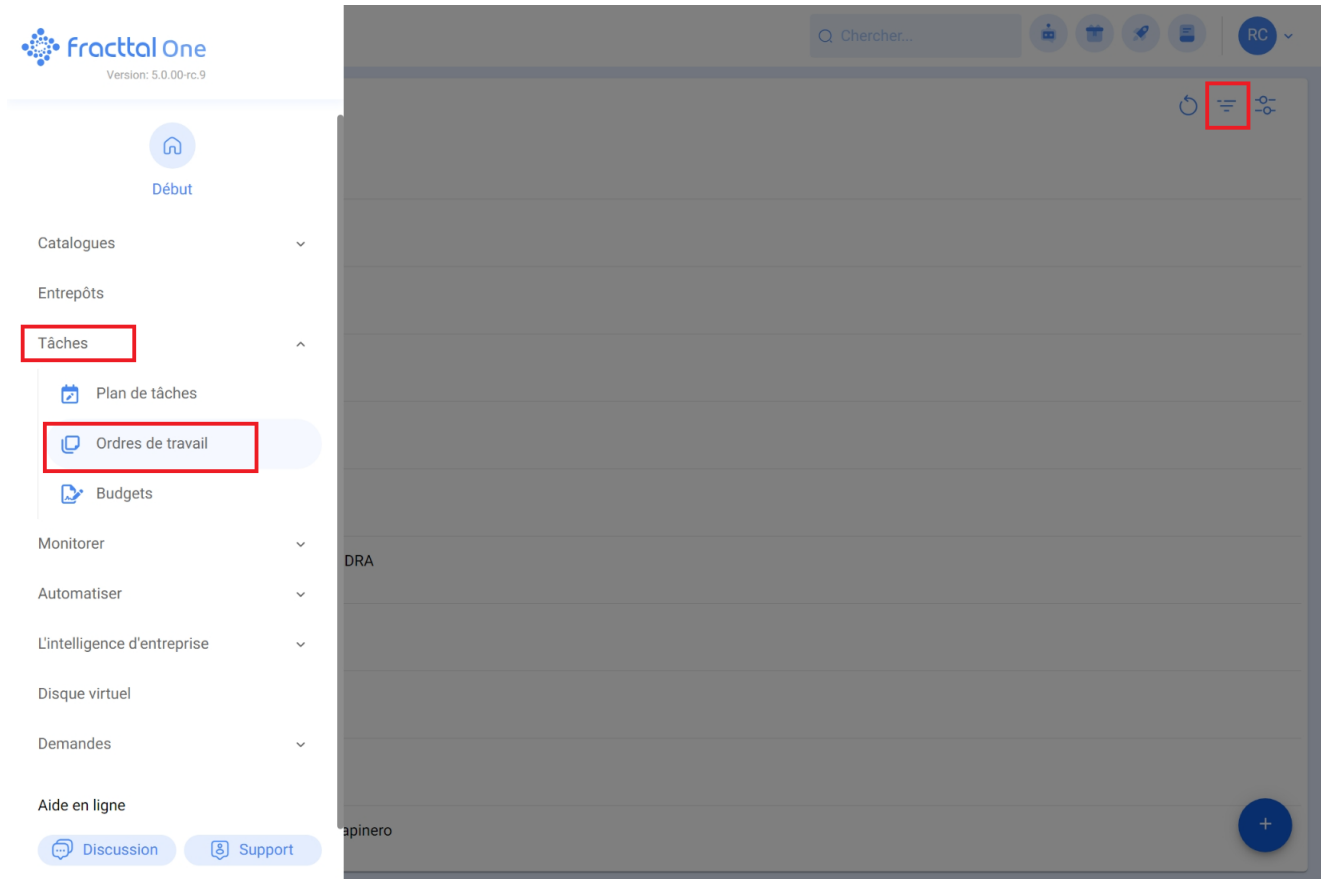 fracttal One
Version: 5.0.00-rc.9
Chercher...
RC
Début
Catalogues
Entrepôts
Tâches
Plan de tâches
Ordres de travail
Budgets
Monitorer
DRA
Automatiser
L'intelligence d'entreprise
Disque virtuel
Demandes
Aide en ligne
apinero
Discussion
Support